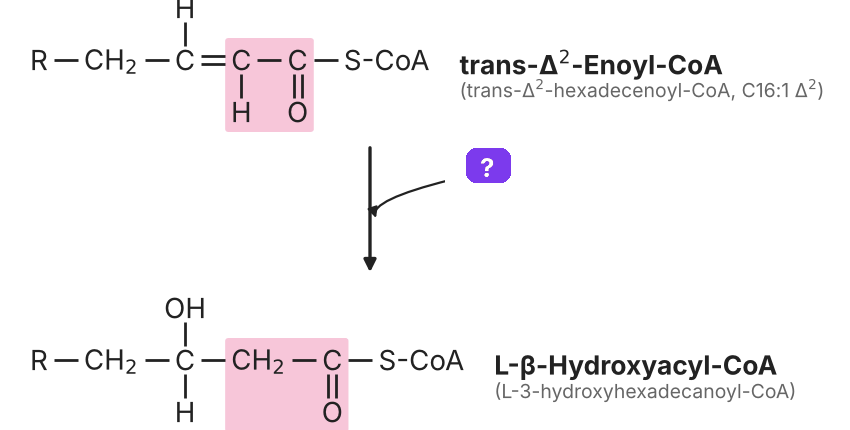 H
R — CH₂ — C = C — C — S-CoA
trans-Δ²-Enoyl-CoA
(trans-Δ²-hexadecenoyl-CoA, C16:1 Δ²)
H O
?
OH
R — CH₂ — C — CH₂ — C — S-CoA
L-β-Hydroxyacyl-CoA
(L-3-hydroxyhexadecanoyl-CoA)
H O